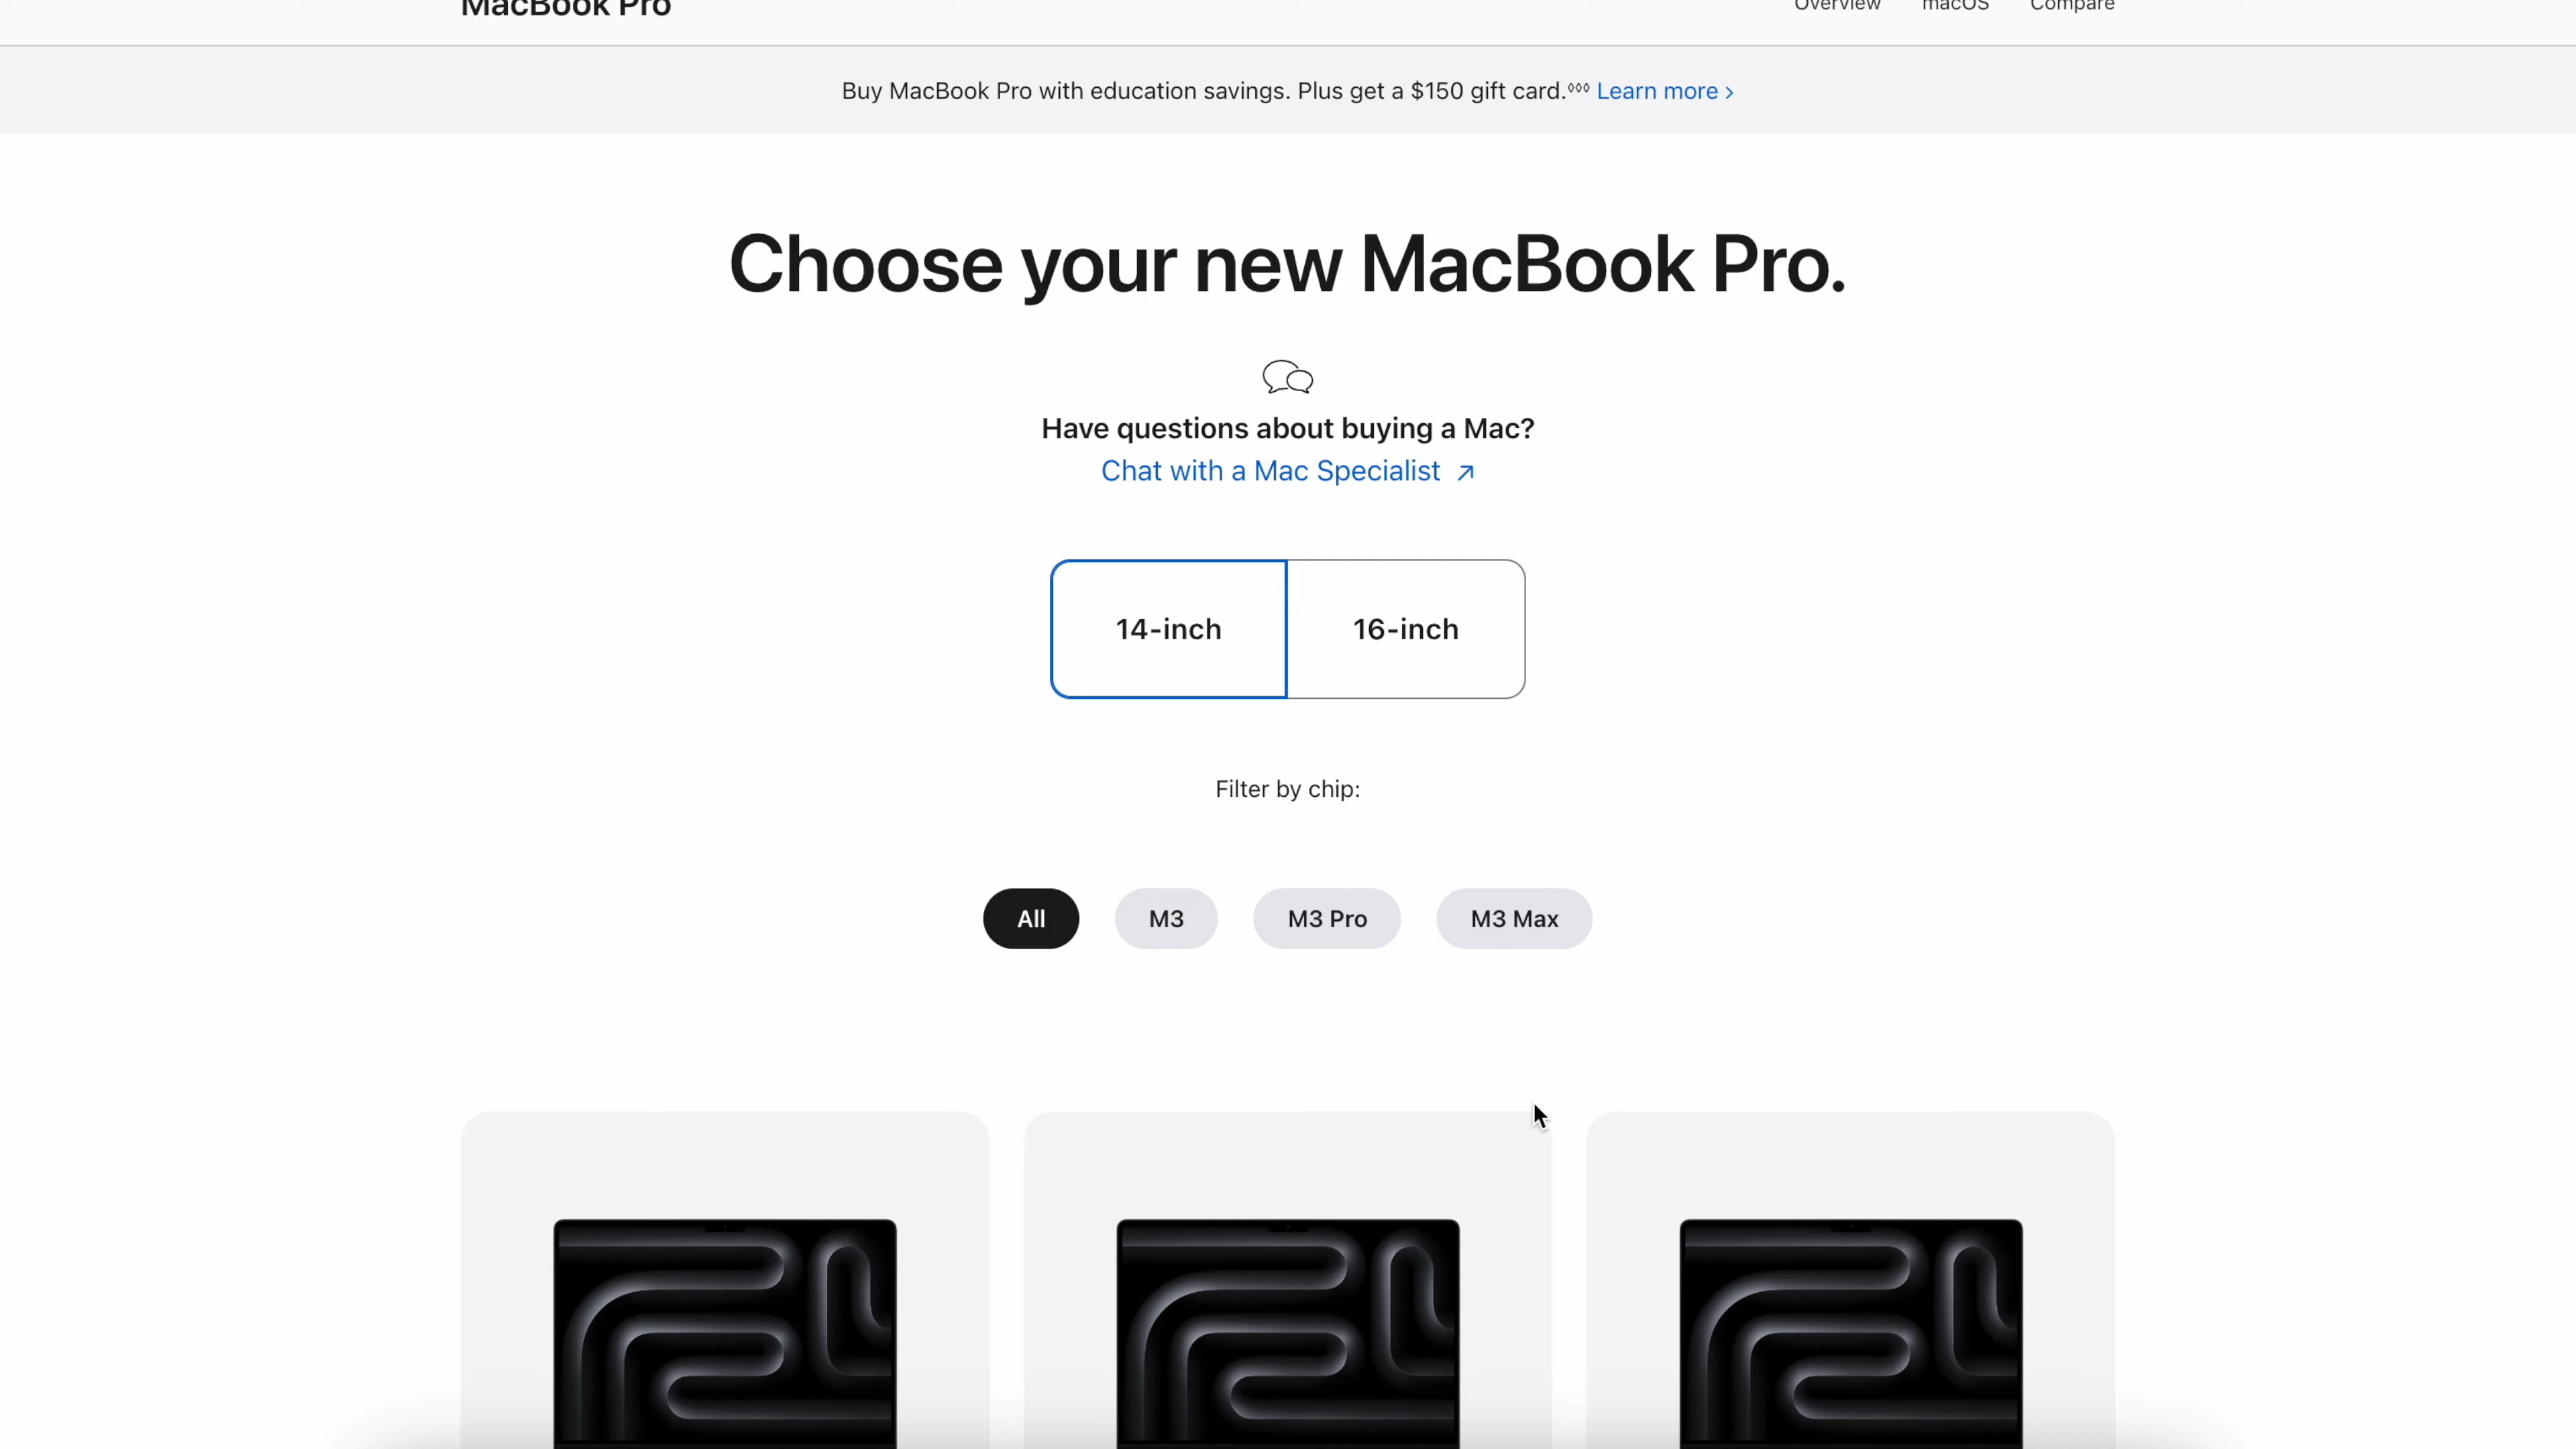 MacBook Pro
Overview macOS Compare
Buy MacBook Pro with education savings. Plus get a $150 gift card.◊◊◊ Learn more >
Choose your new MacBook Pro.
Have questions about buying a Mac?
Chat with a Mac Specialist ↗
14-inch 16-inch
Filter by chip:
All M3 M3 Pro M3 Max